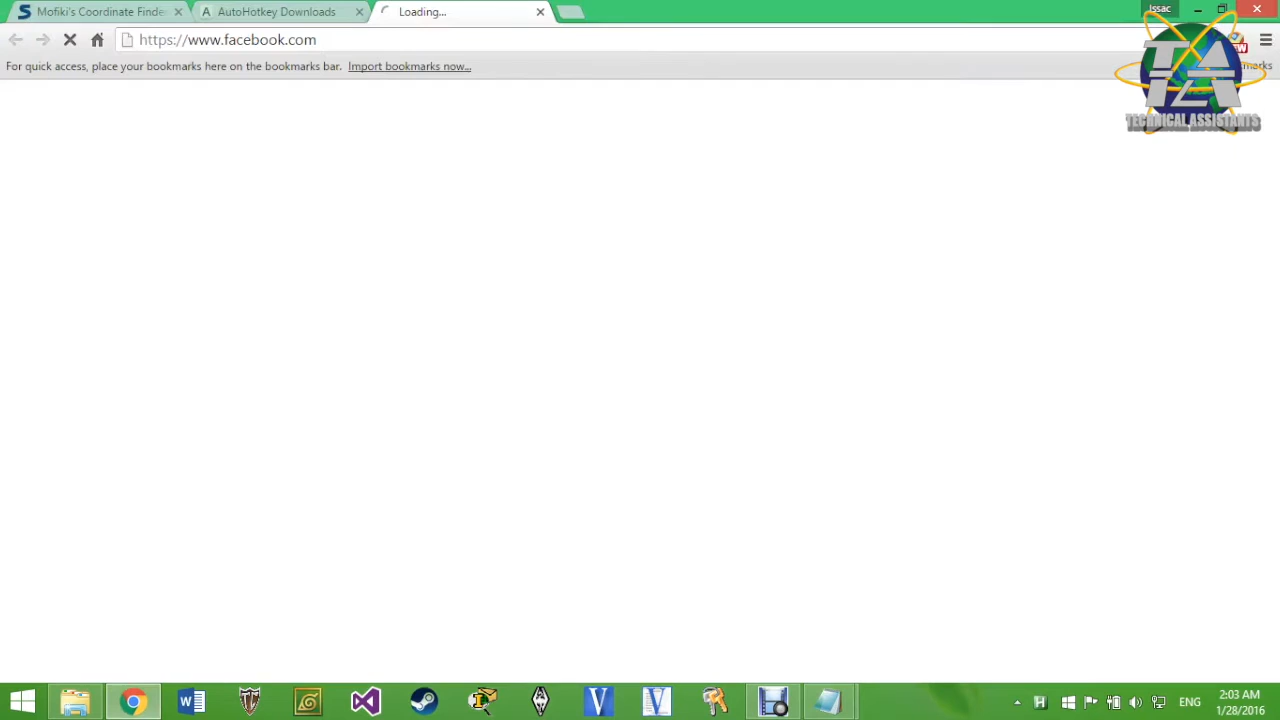 Mofiki's Coordinate Finde
AutoHotkey Downloads
Loading...
Issac
https://www.facebook.com
For quick access, place your bookmarks here on the bookmarks bar. Import bookmarks now...
TA
TECHNICAL ASSISTANTS
ENG
2:03 AM
1/28/2016